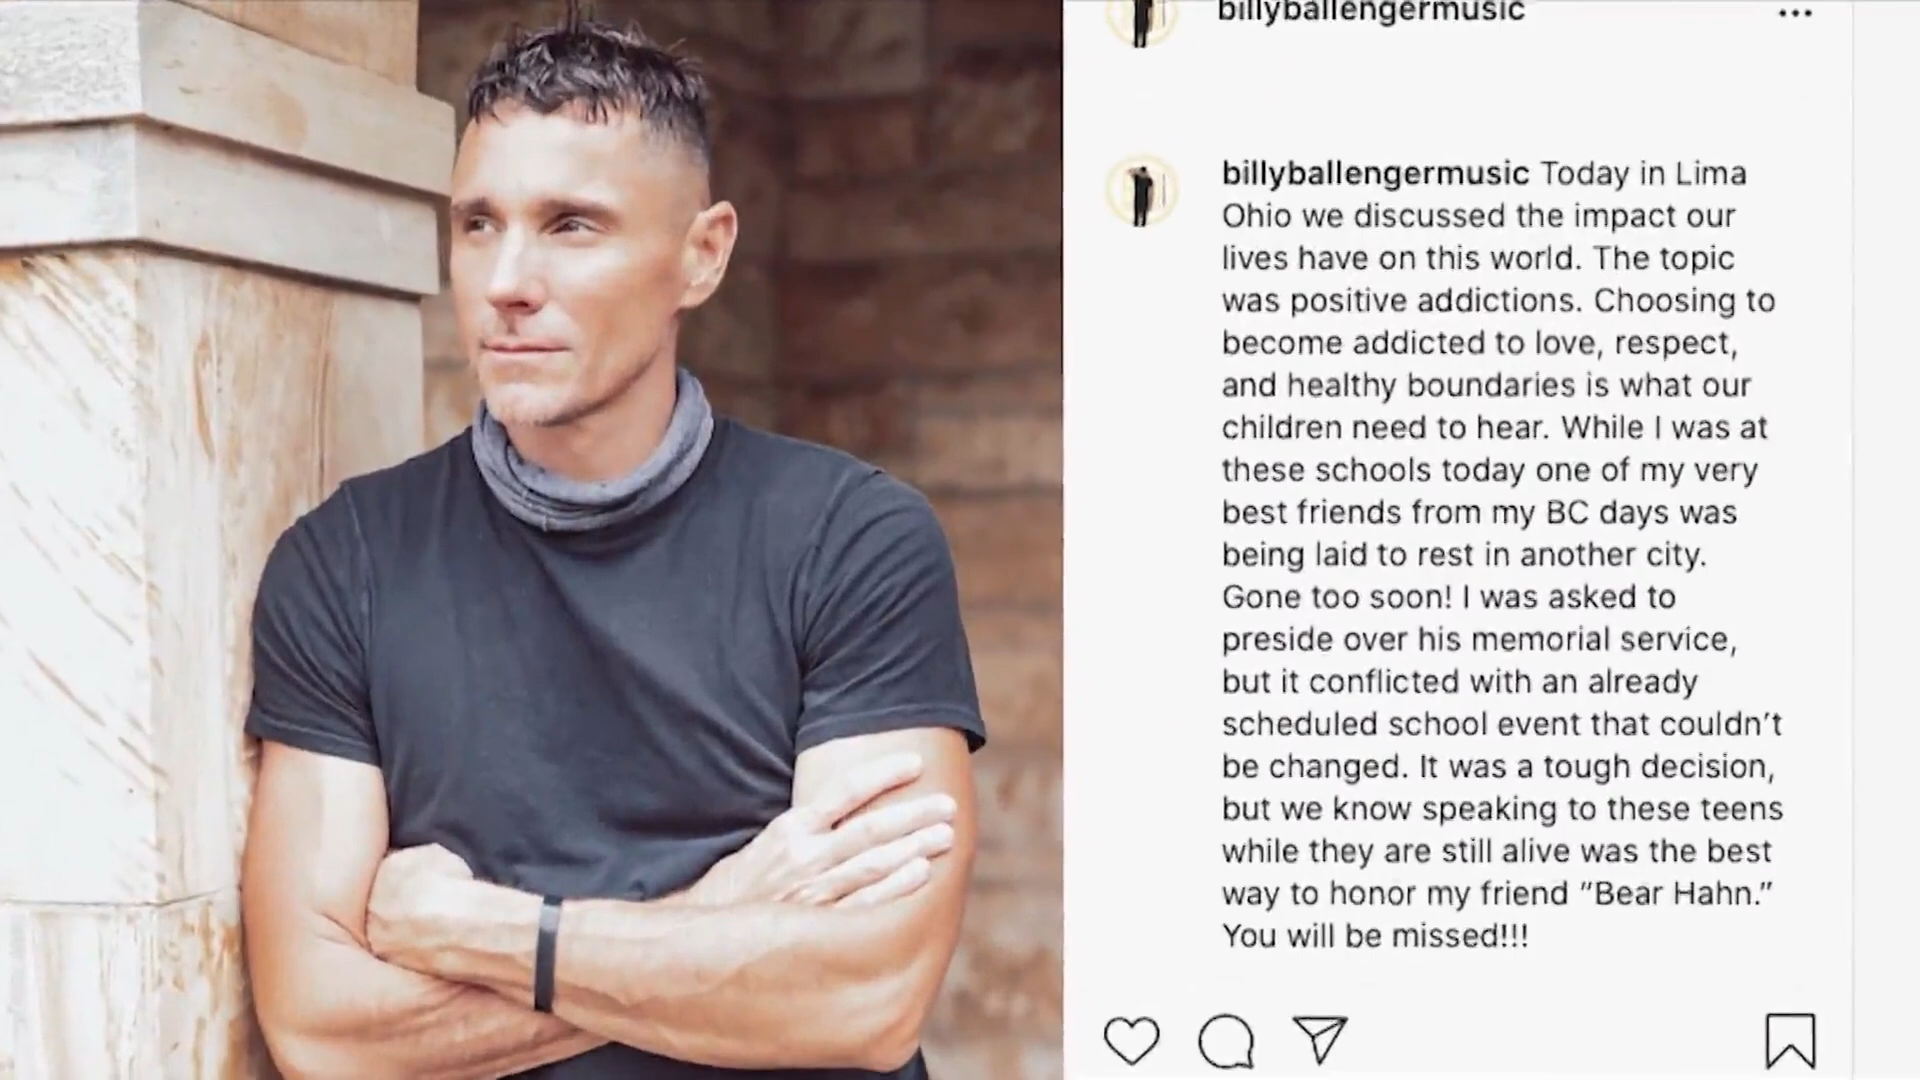 billyballengermusic
billyballengermusic Today in Lima
Ohio we discussed the impact our
lives have on this world. The topic
was positive addictions. Choosing to
become addicted to love, respect,
and healthy boundaries is what our
children need to hear. While I was at
these schools today one of my very
best friends from my BC days was
being laid to rest in another city.
Gone too soon! I was asked to
preside over his memorial service,
but it conflicted with an already
scheduled school event that couldn’t
be changed. It was a tough decision,
but we know speaking to these teens
while they are still alive was the best
way to honor my friend “Bear Hahn.”
You will be missed!!!